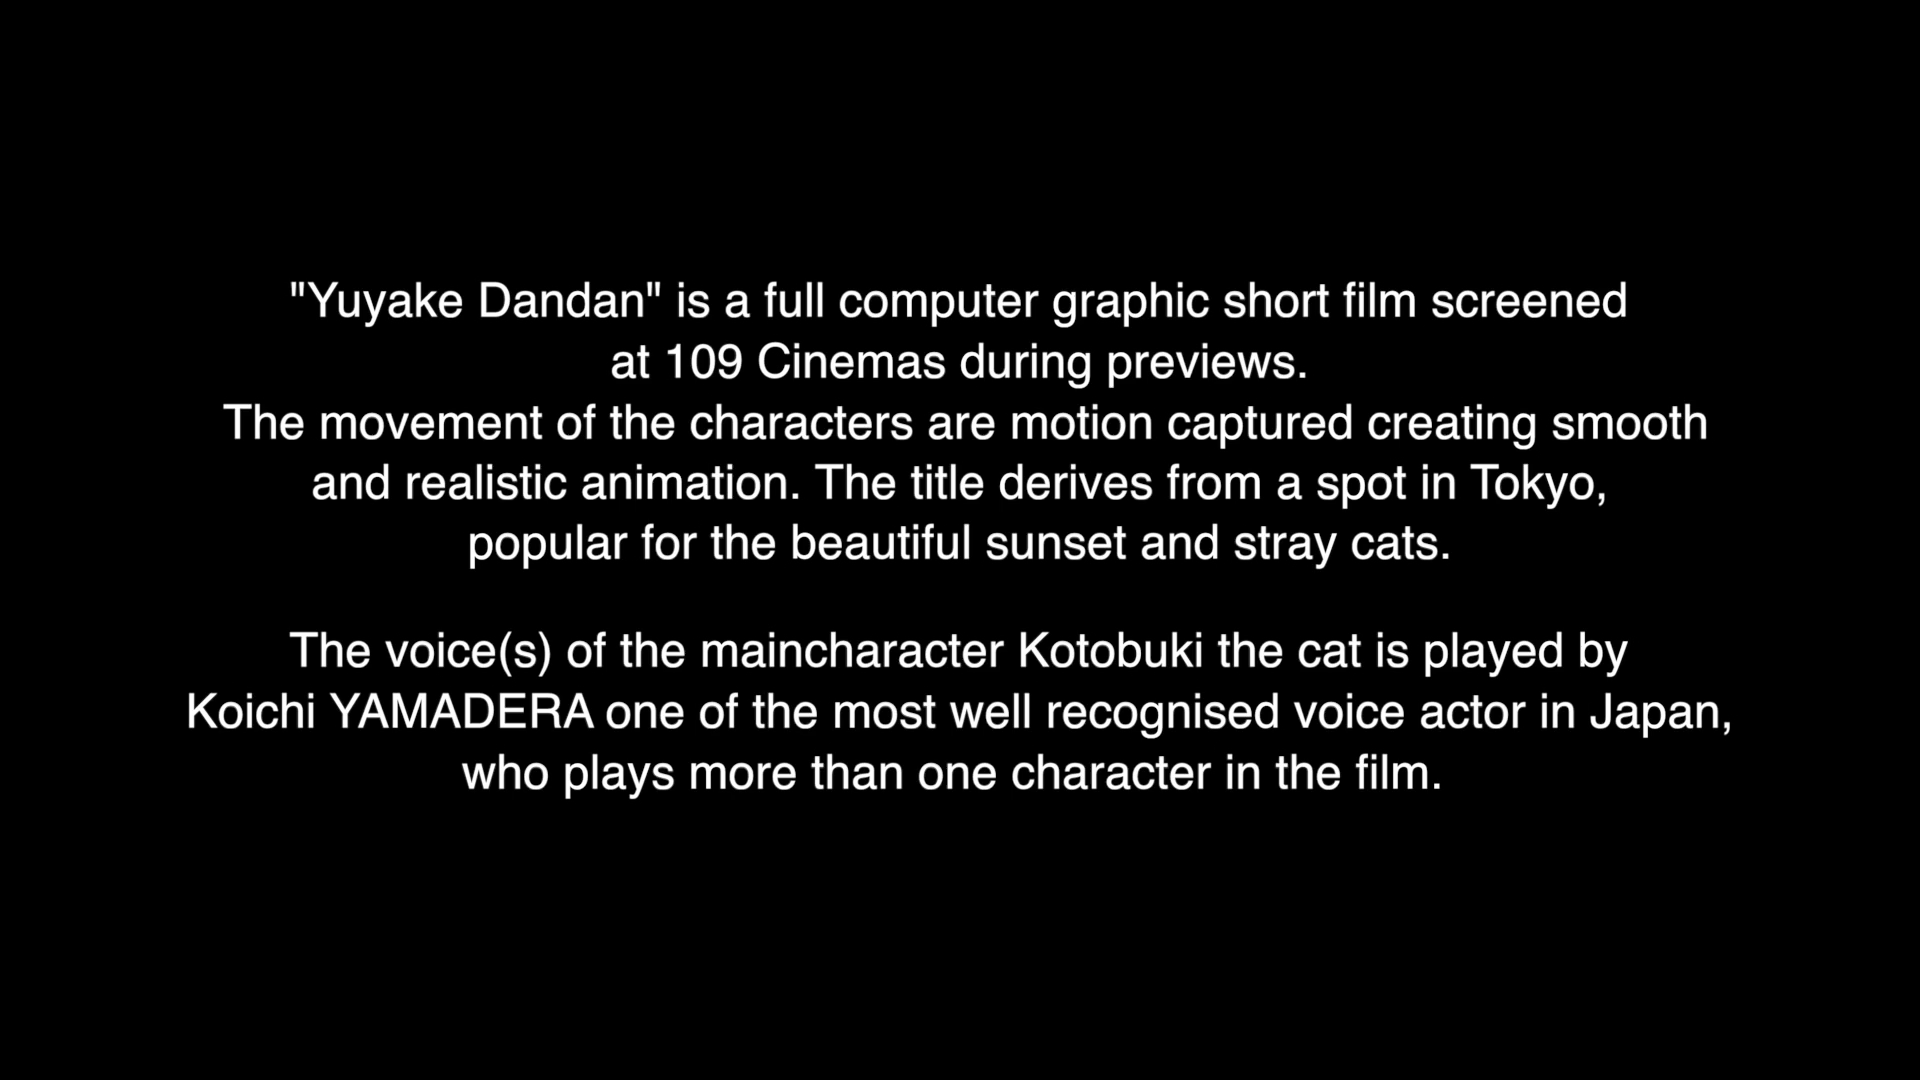 "Yuyake Dandan" is a full computer graphic short film screened
at 109 Cinemas during previews.
The movement of the characters are motion captured creating smooth
and realistic animation. The title derives from a spot in Tokyo,
popular for the beautiful sunset and stray cats.
The voice(s) of the maincharacter Kotobuki the cat is played by
Koichi YAMADERA one of the most well recognised voice actor in Japan,
who plays more than one character in the film.